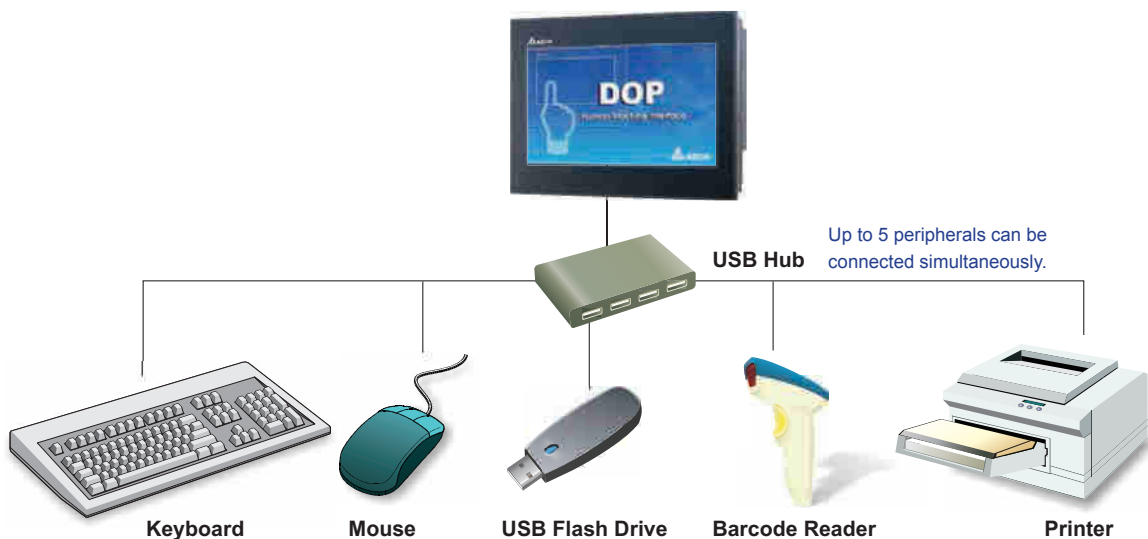 DOP
USB Hub
Up to 5 peripherals can be
connected simultaneously.
Keyboard
Mouse
USB Flash Drive
Barcode Reader
Printer